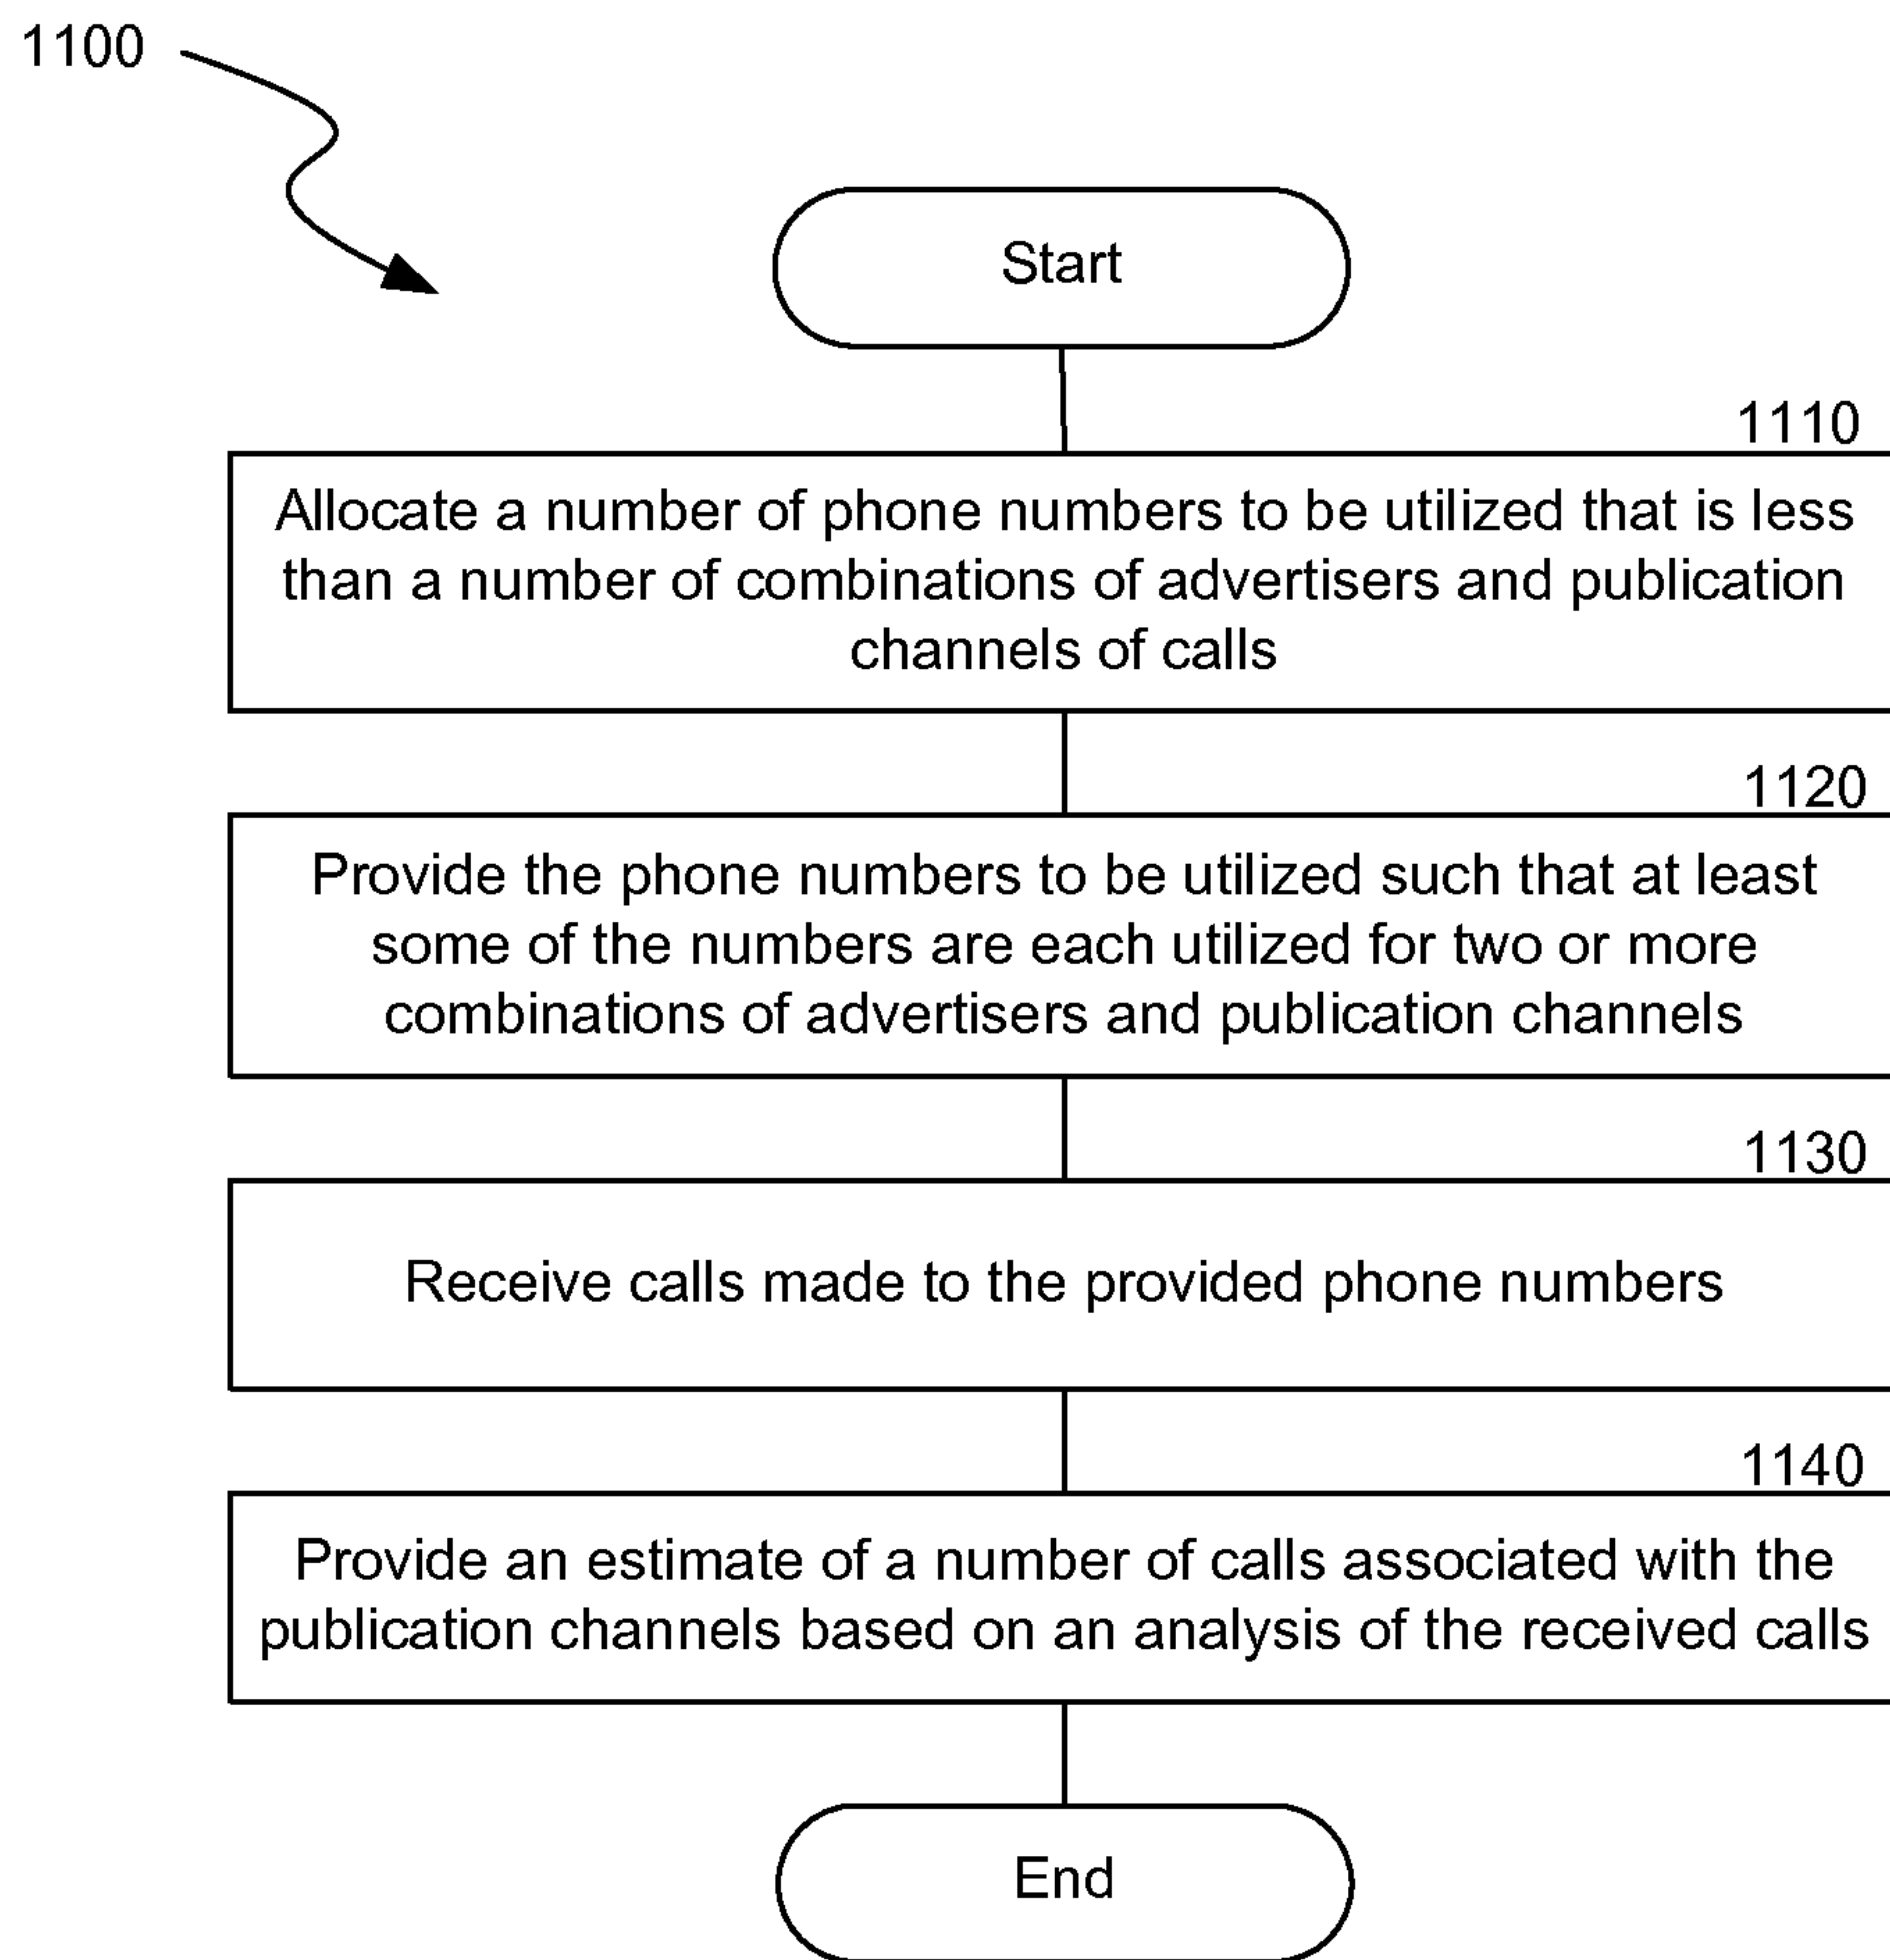 1100
Start
1110
Allocate a number of phone numbers to be utilized that is less
than a number of combinations of advertisers and publication
channels of calls
1120
Provide the phone numbers to be utilized such that at least
some of the numbers are each utilized for two or more
combinations of advertisers and publication channels
1130
Receive calls made to the provided phone numbers
1140
Provide an estimate of a number of calls associated with the
publication channels based on an analysis of the received calls
End